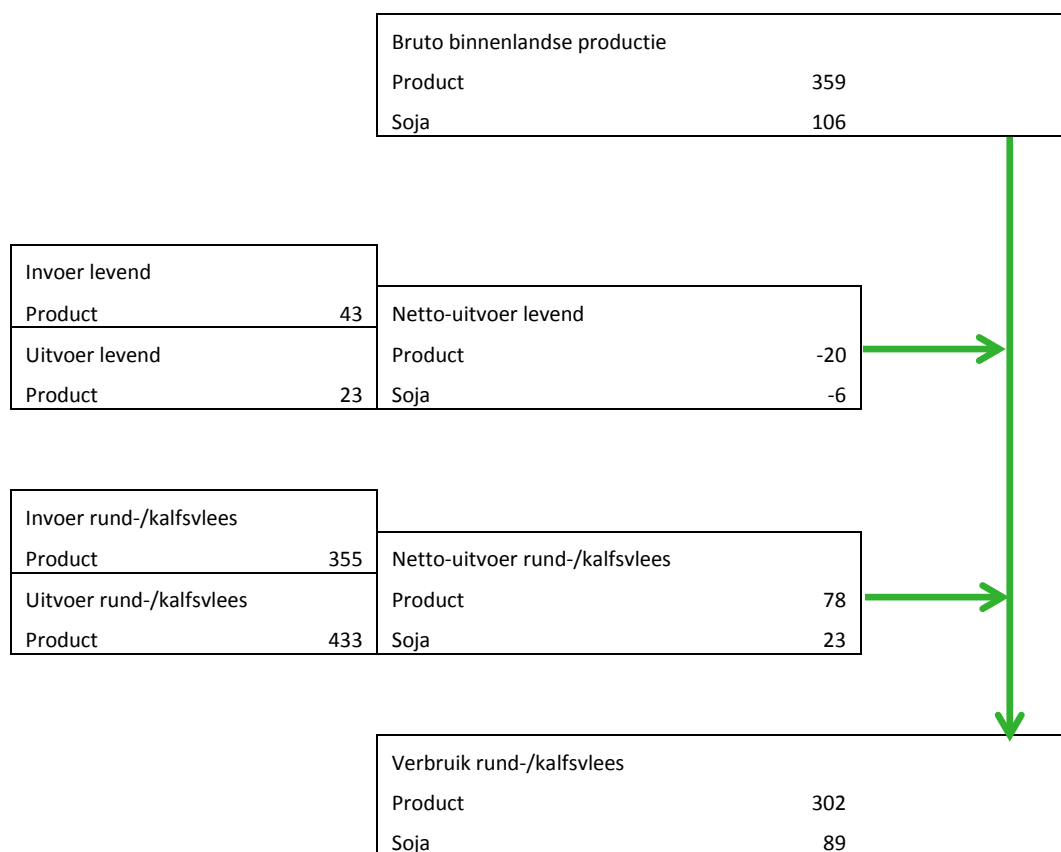 Bruto binnenlandse productie
Product 359
Soja 106
Invoer levend
Product 43
Uitvoer levend
Product 23
Netto-uitvoer levend
Product -20
Soja -6
Invoer rund-/kalfsvlees
Product 355
Uitvoer rund-/kalfsvlees
Product 433
Netto-uitvoer rund-/kalfsvlees
Product 78
Soja 23
Verbruik rund-/kalfsvlees
Product 302
Soja 89